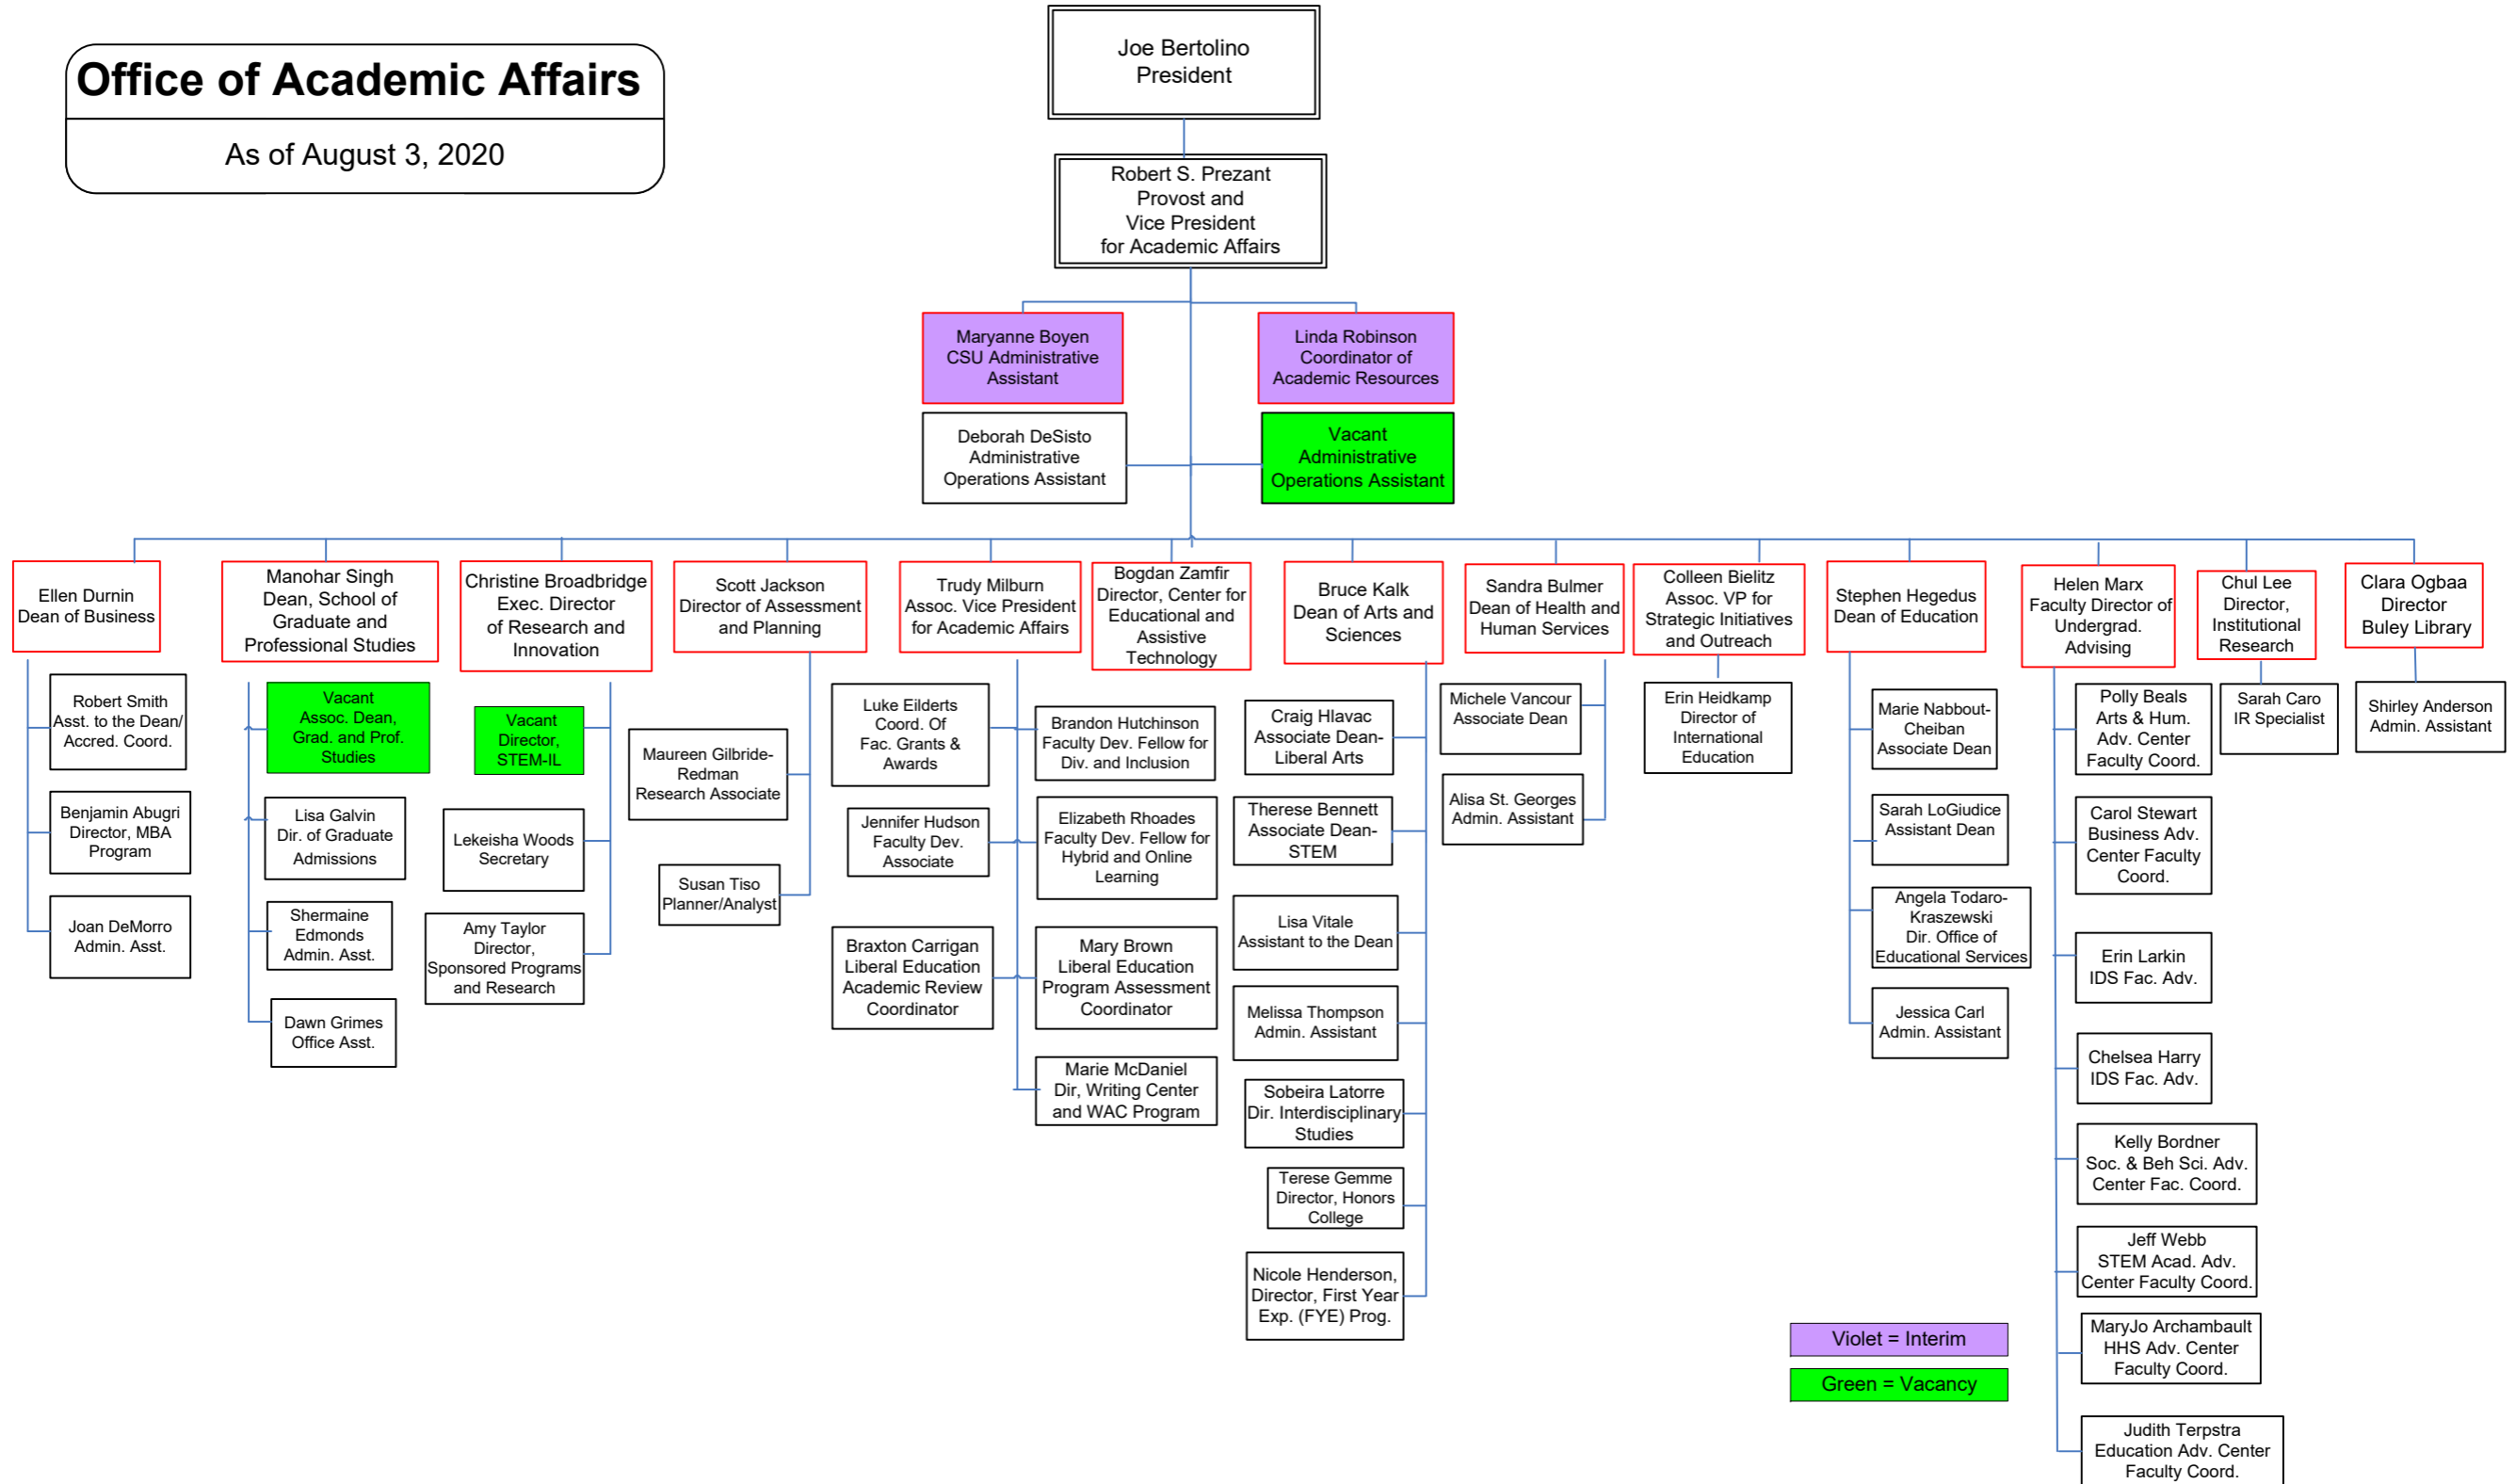 Office of Academic Affairs
As of August 3, 2020
Joe Bertolino
President
Robert S. Prezant
Provost and
Vice President
for Academic Affairs
Maryanne Boyen
CSU Administrative
Assistant
Linda Robinson
Coordinator of
Academic Resources
Deborah DeSisto
Administrative
Operations Assistant
Vacant
Administrative
Operations Assistant
Ellen Durnin
Dean of Business
Manohar Singh
Dean, School of
Graduate and
Professional Studies
Christine Broadbridge
Exec. Director
of Research and
Innovation
Scott Jackson
Director of Assessment
and Planning
Trudy Milburn
Assoc. Vice President
for Academic Affairs
Bogdan Zamfir
Director, Center for
Educational and
Assistive
Technology
Bruce Kalk
Dean of Arts and
Sciences
Sandra Bulmer
Dean of Health and
Human Services
Colleen Bielitz
Assoc. VP for
Strategic Initiatives
and Outreach
Stephen Hegedus
Dean of Education
Helen Marx
Faculty Director of
Undergrad.
Advising
Chul Lee
Director,
Institutional
Research
Clara Ogbaa
Director
Buley Library
Robert Smith
Asst. to the Dean/
Accred. Coord.
Benjamin Abugri
Director, MBA
Program
Joan DeMorro
Admin. Asst.
Vacant
Assoc. Dean,
Grad. and Prof.
Studies
Lisa Galvin
Dir. of Graduate
Admissions
Shermaine
Edmonds
Admin. Asst.
Dawn Grimes
Office Asst.
Vacant
Director,
STEM-IL
Lekeisha Woods
Secretary
Amy Taylor
Director,
Sponsored Programs
and Research
Maureen Gilbride-
Redman
Research Associate
Susan Tiso
Planner/Analyst
Luke Eilderts
Coord. Of
Fac. Grants &
Awards
Brandon Hutchinson
Faculty Dev. Fellow for
Div. and Inclusion
Jennifer Hudson
Faculty Dev.
Associate
Elizabeth Rhoades
Faculty Dev. Fellow for
Hybrid and Online
Learning
Braxton Carrigan
Liberal Education
Academic Review
Coordinator
Mary Brown
Liberal Education
Program Assessment
Coordinator
Marie McDaniel
Dir, Writing Center
and WAC Program
Craig Hlavac
Associate Dean-
Liberal Arts
Therese Bennett
Associate Dean-
STEM
Lisa Vitale
Assistant to the Dean
Melissa Thompson
Admin. Assistant
Sobeira Latorre
Dir. Interdisciplinary
Studies
Terese Gemme
Director, Honors
College
Nicole Henderson,
Director, First Year
Exp. (FYE) Prog.
Michele Vancour
Associate Dean
Alisa St. Georges
Admin. Assistant
Erin Heidkamp
Director of
International
Education
Marie Nabbout-
Cheiban
Associate Dean
Sarah LoGiudice
Assistant Dean
Angela Todaro-
Kraszewski
Dir. Office of
Educational Services
Jessica Carl
Admin. Assistant
Polly Beals
Arts & Hum.
Adv. Center
Faculty Coord.
Carol Stewart
Business Adv.
Center Faculty
Coord.
Erin Larkin
IDS Fac. Adv.
Chelsea Harry
IDS Fac. Adv.
Kelly Bordner
Soc. & Beh Sci. Adv.
Center Fac. Coord.
Jeff Webb
STEM Acad. Adv.
Center Faculty Coord.
MaryJo Archambault
HHS Adv. Center
Faculty Coord.
Judith Terpstra
Education Adv. Center
Faculty Coord.
Sarah Caro
IR Specialist
Shirley Anderson
Admin. Assistant
Violet = Interim
Green = Vacancy